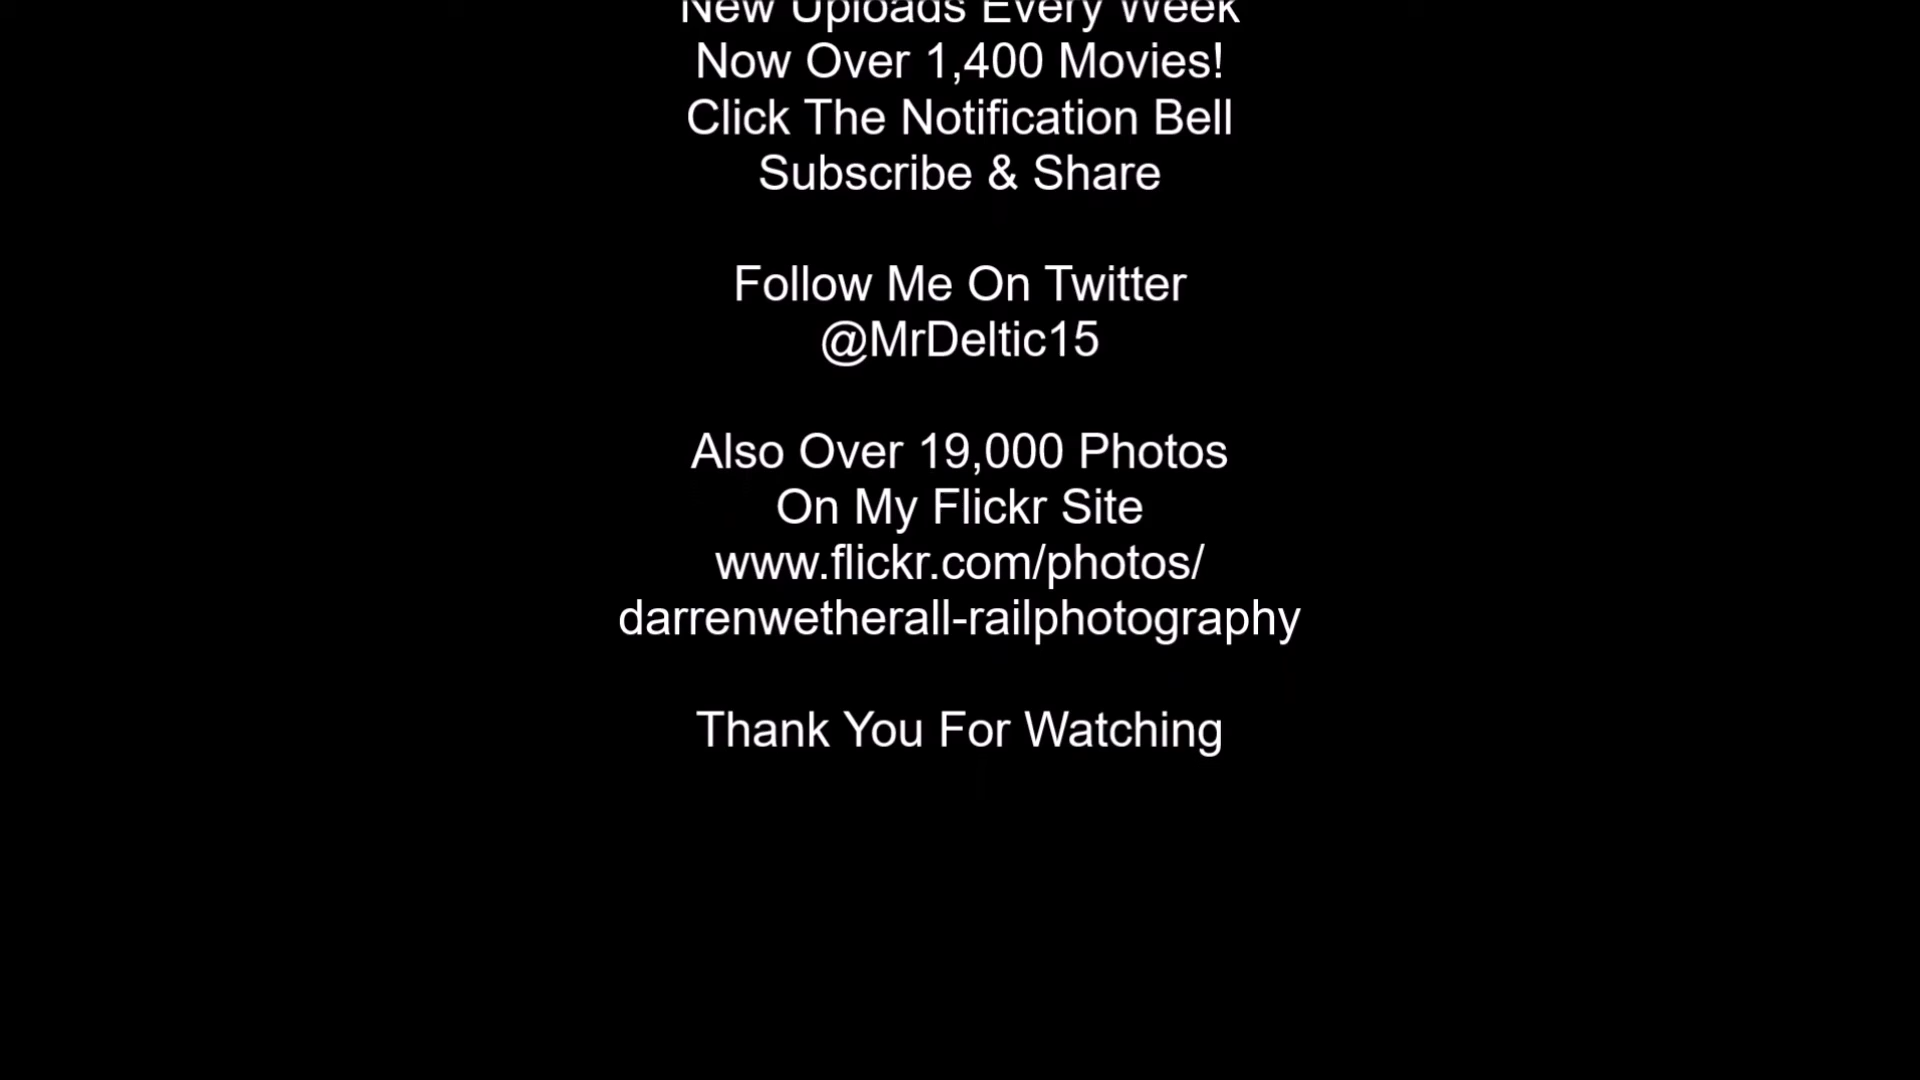 New Uploads Every Week
Now Over 1,400 Movies!
Click The Notification Bell
Subscribe & Share
Follow Me On Twitter
@MrDeltic15
Also Over 19,000 Photos
On My Flickr Site
www.flickr.com/photos/
darrenwetherall-railphotography
Thank You For Watching